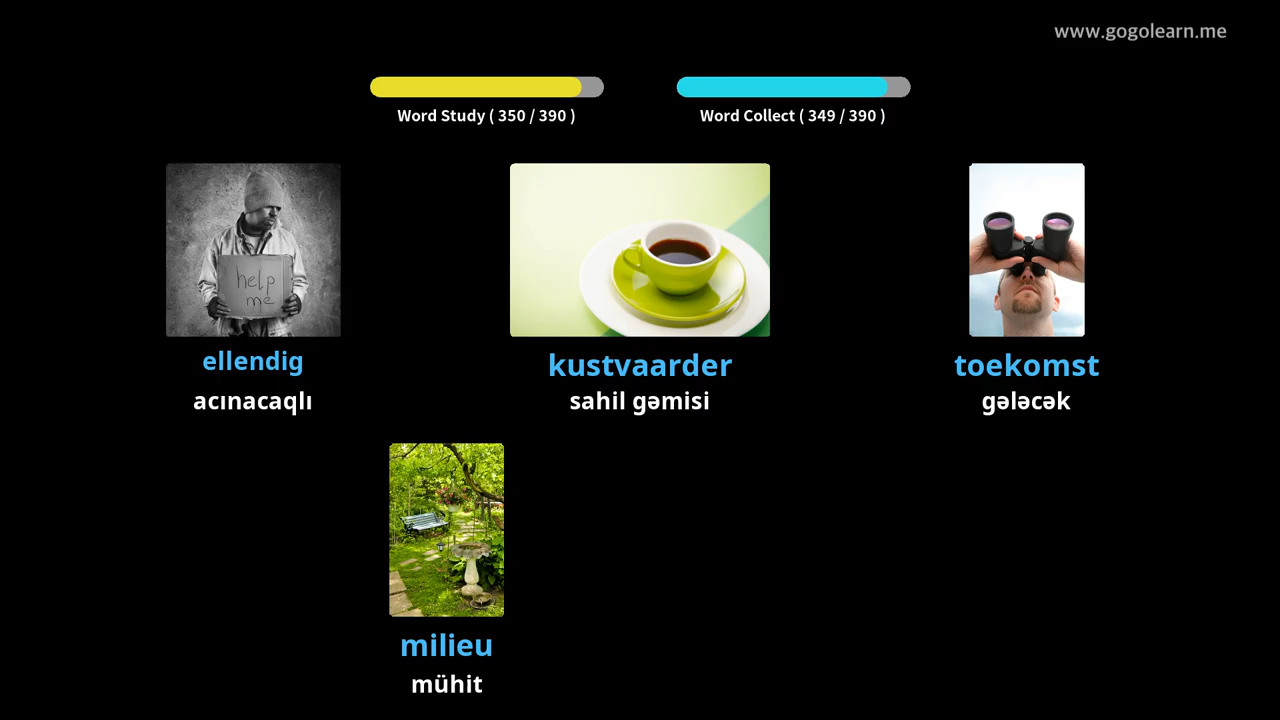 www.gogolearn.me
Word Study ( 350 / 390 )
Word Collect ( 349 / 390 )
help
me
ellendig
acınacaqlı
kustvaarder
sahil gəmisi
toekomst
gələcək
milieu
mühit